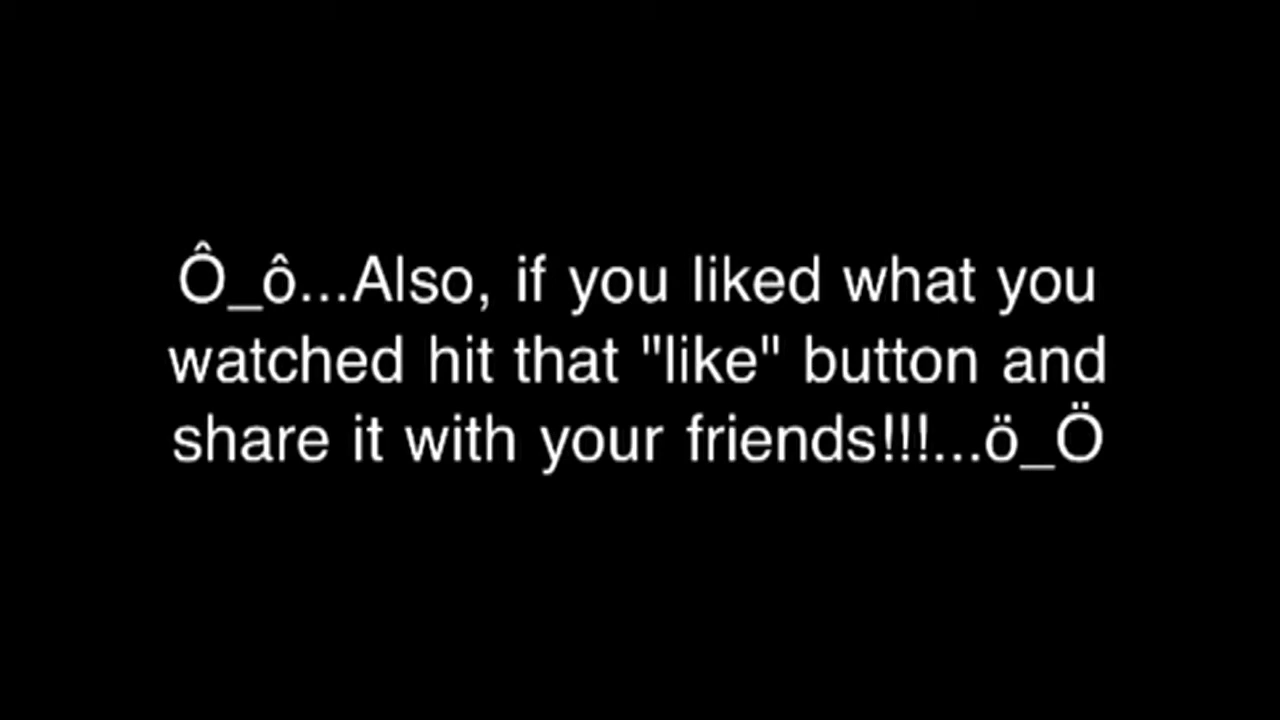 Ô_ô...Also, if you liked what you
watched hit that "like" button and
share it with your friends!!!...ö_Ö